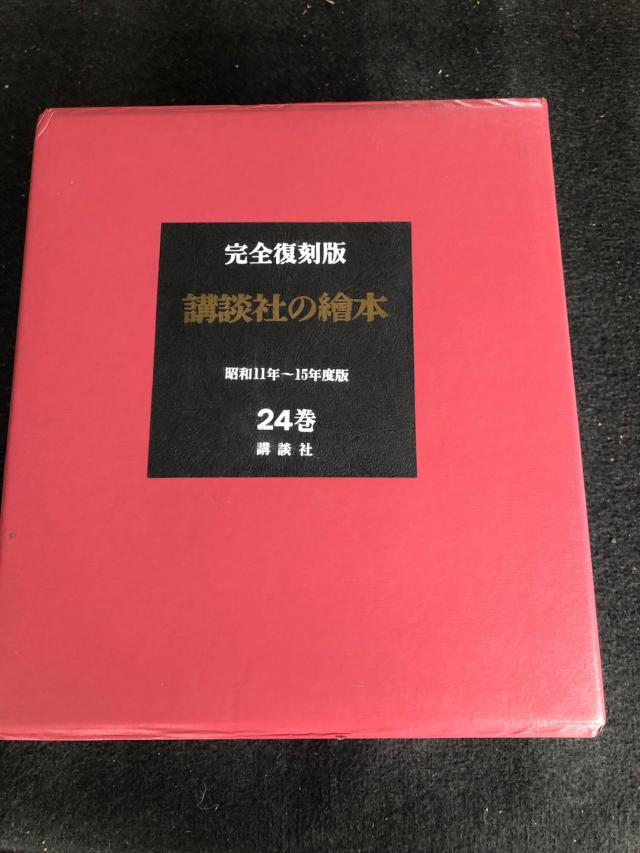 完全復刻版
講談社の繪本
昭和11年～15年度版
24巻
講談社